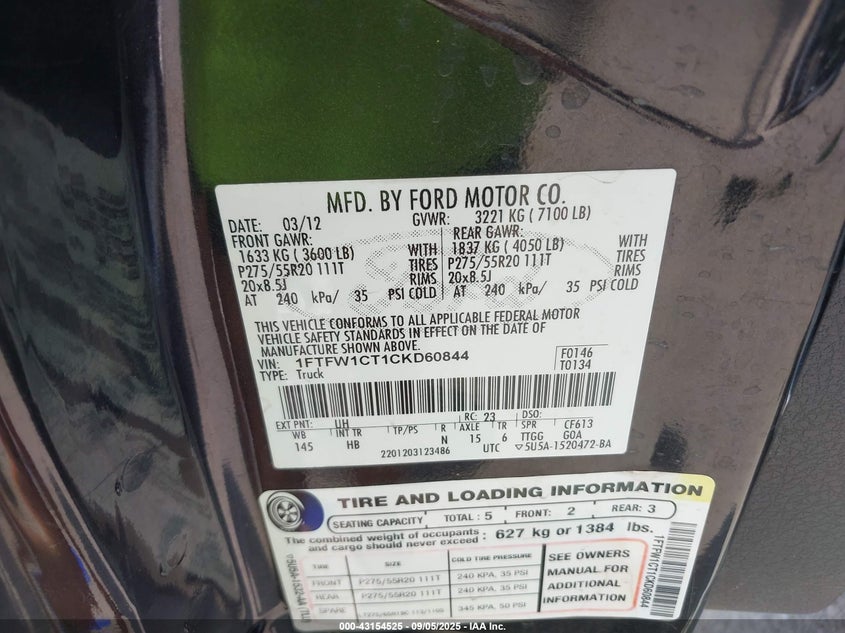 MFD. BY FORD MOTOR CO.
DATE: 03/12 GVWR: 3221 KG ( 7100 LB)
FRONT GAWR: REAR GAWR:
1633 KG ( 3600 LB) WITH 1837 KG ( 4050 LB) WITH
P275/55R20 111T TIRES P275/55R20 111T TIRES
20x8.5J RIMS 20x8.5J RIMS
AT 240 kPa/ 35 PSI COLD AT 240 kPa/ 35 PSI COLD
THIS VEHICLE CONFORMS TO ALL APPLICABLE FEDERAL MOTOR
VEHICLE SAFETY STANDARDS IN EFFECT ON THE DATE OF
MANUFACTURE SHOWN ABOVE.
VIN: 1FTFW1CT1CKD60844 F0146
TYPE: Truck T0134
EXT PNT: UH RC: 23 DSO:
WB INT TR TP/PS R AXLE TR SPR CF613
145 HB N 15 6 TTGG GOA
2201203123486 UTC ▽5U5A-1520472-BA
TIRE AND LOADING INFORMATION
SEATING CAPACITY TOTAL : 5 FRONT: 2 REAR: 3
The combined weight of occupants
and cargo should never exceed : 627 kg or 1384 lbs.
TIRE SIZE COLD TIRE PRESSURE
FRONT P275/55R20 111T 240 KPA, 35 PSI
REAR P275/55R20 111T 240 KPA, 35 PSI
SPARE 345 KPA, 50 PSI
SEE OWNERS
MANUAL FOR
ADDITIONAL
INFORMATION
1FTFW1CT1CKD60844
000-43154525 - 09/05/2025 - IAA Inc.